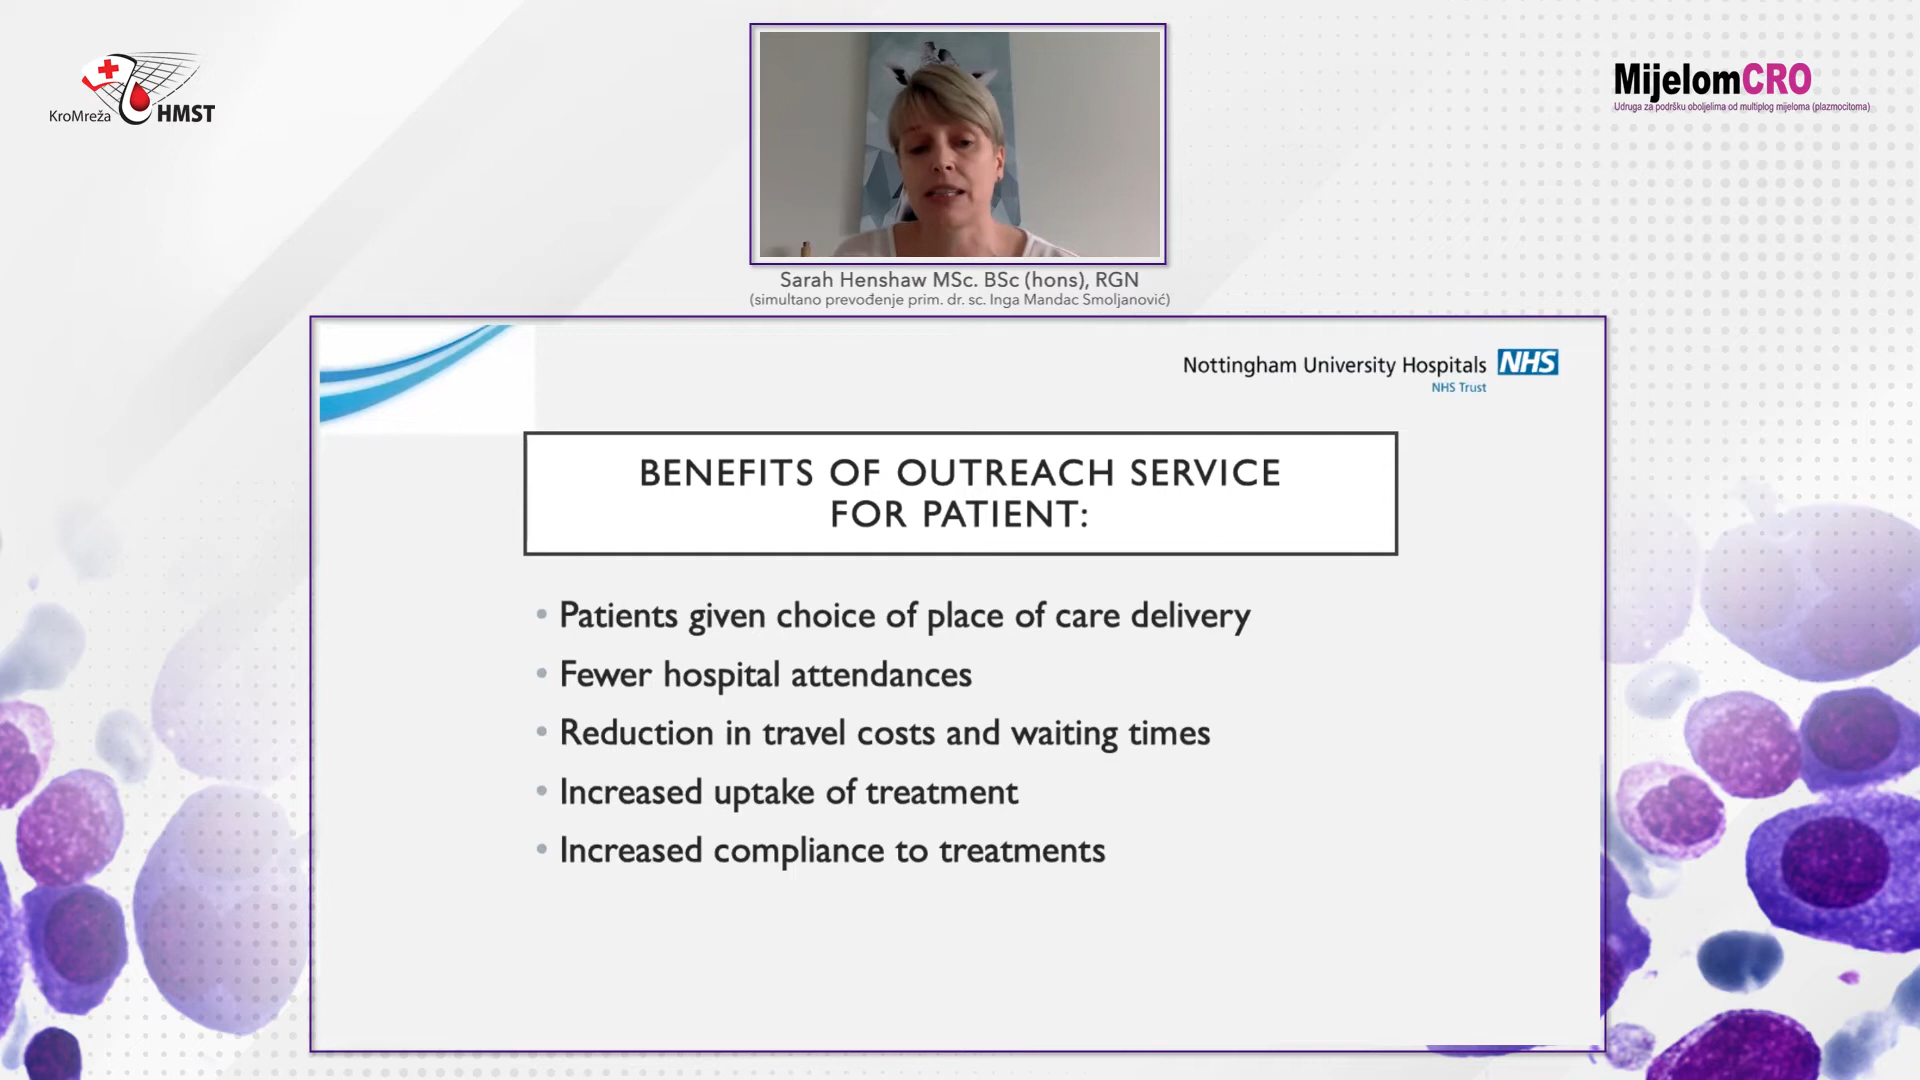 KroMreža HMST
MijelomCRO
Udruga za podršku oboljelima od multiplog mijeloma (plazmocitoma)
Sarah Henshaw MSc. BSc (hons), RGN
(simultano prevođenje prim. dr. sc. Inga Mandac Smoljanović)
Nottingham University Hospitals NHS
NHS Trust
BENEFITS OF OUTREACH SERVICE
FOR PATIENT:
• Patients given choice of place of care delivery
• Fewer hospital attendances
• Reduction in travel costs and waiting times
• Increased uptake of treatment
• Increased compliance to treatments